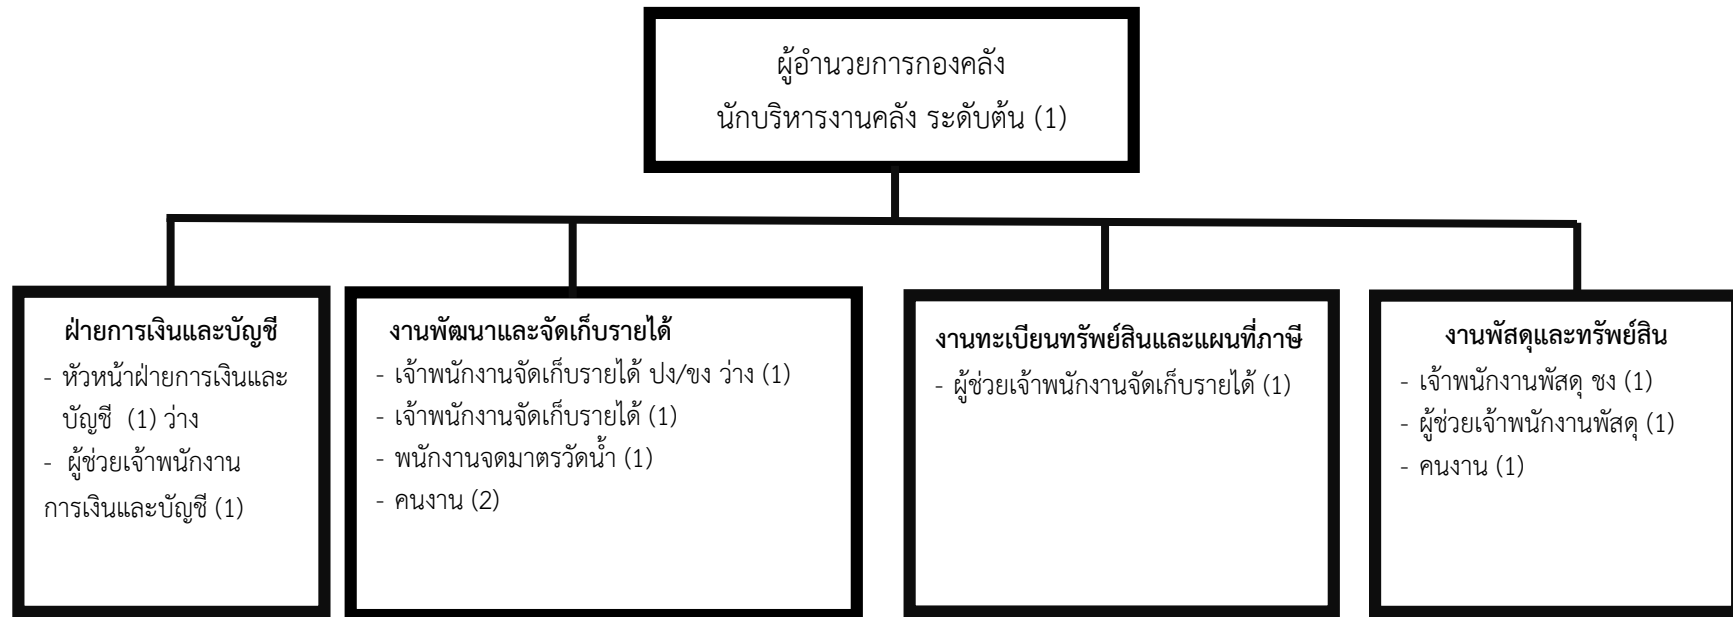 ผู้อำนวยการกองคลัง
นักบริหารงานคลัง ระดับต้น (1)
ฝ่ายการเงินและบัญชี
- หัวหน้าฝ่ายการเงินและ
บัญชี (1) ว่าง
- ผู้ช่วยเจ้าพนักงาน
การเงินและบัญชี (1)
งานพัฒนาและจัดเก็บรายได้
- เจ้าพนักงานจัดเก็บรายได้ ปง/ขง ว่าง (1)
- เจ้าพนักงานจัดเก็บรายได้ (1)
- พนักงานจดมาตรวัดน้ำ (1)
- คนงาน (2)
งานทะเบียนทรัพย์สินและแผนที่ภาษี
- ผู้ช่วยเจ้าพนักงานจัดเก็บรายได้ (1)
งานพัสดุและทรัพย์สิน
- เจ้าพนักงานพัสดุ ชง (1)
- ผู้ช่วยเจ้าพนักงานพัสดุ (1)
- คนงาน (1)